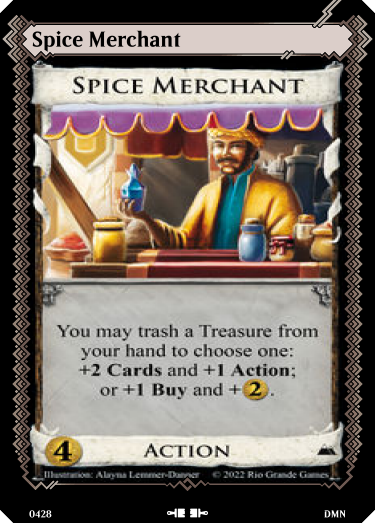 Spice Merchant
SPICE MERCHANT
You may trash a Treasure from
your hand to choose one:
+2 Cards and +1 Action;
or +1 Buy and +2.
4
ACTION
Illustration: Alayna Lemmer-Danner © 2022 Rio Grande Games
0428 DMN